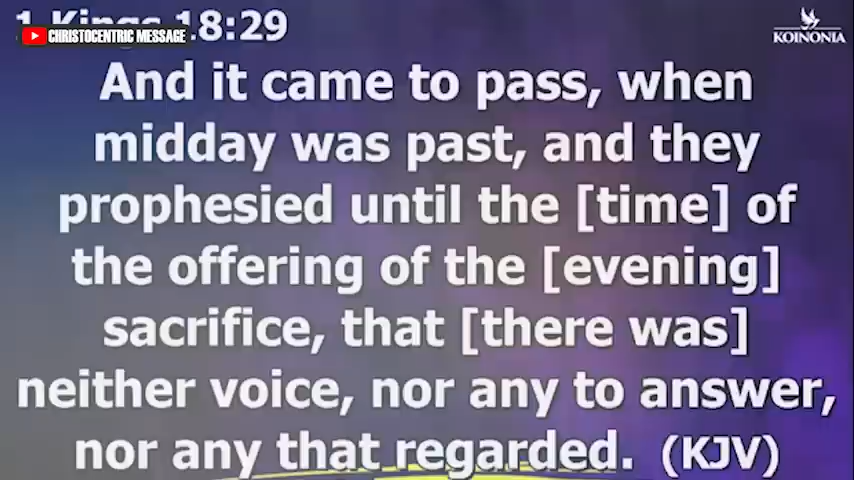 1 Kings 18:29
CHRISTOCENTRIC MESSAGE
KOINONIA
And it came to pass, when
midday was past, and they
prophesied until the [time] of
the offering of the [evening]
sacrifice, that [there was]
neither voice, nor any to answer,
nor any that regarded. (KJV)